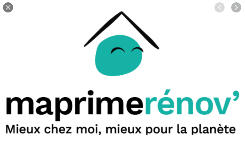 maprimerénov'
Mieux chez moi, mieux pour la planète